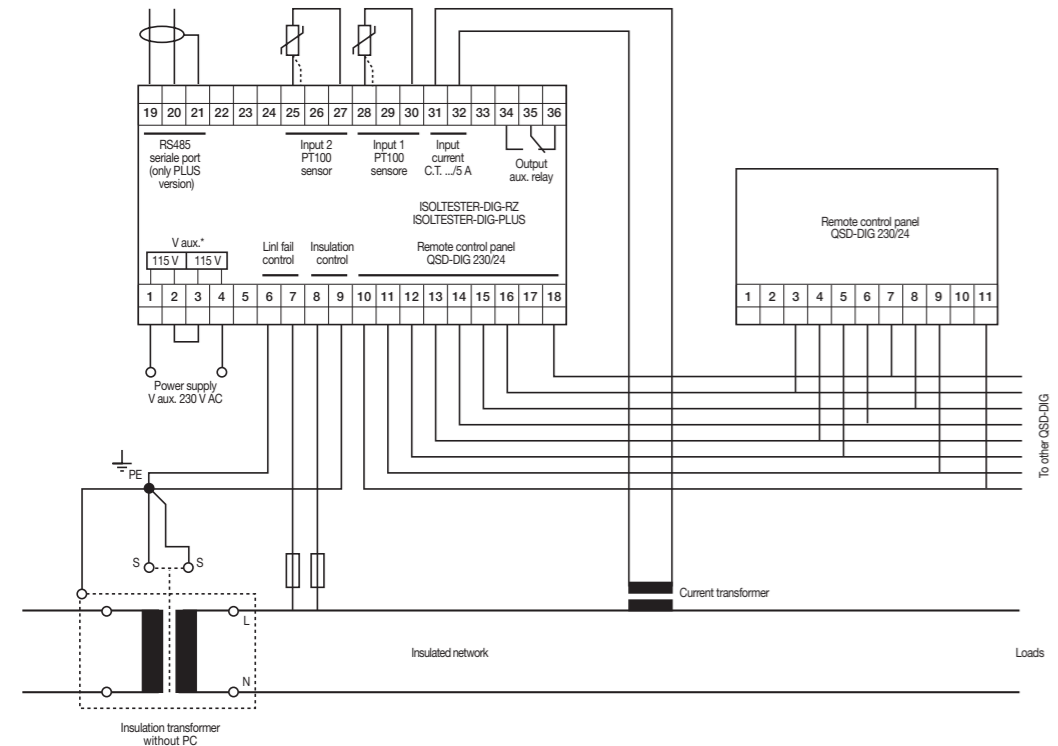 19 20 21 22 23 24 25 26 27 28 29 30 31 32 33 34 35 36
RS485
seriale port
(only PLUS
version)
Input 2
PT100
sensor
Input 1
PT100
sensore
Input
current
C.T. .../5 A
Output
aux. relay
ISOLTESTER-DIG-RZ
ISOLTESTER-DIG-PLUS
V aux.*
115 V 115 V
Linl fail
control
Insulation
control
Remote control panel
QSD-DIG 230/24
1 2 3 4 5 6 7 8 9 10 11 12 13 14 15 16 17 18
Remote control panel
QSD-DIG 230/24
1 2 3 4 5 6 7 8 9 10 11
Power supply
V aux. 230 V AC
To other QSD-DIG
PE
S S
Current transformer
L
Insulated network
Loads
N
Insulation transformer
without PC